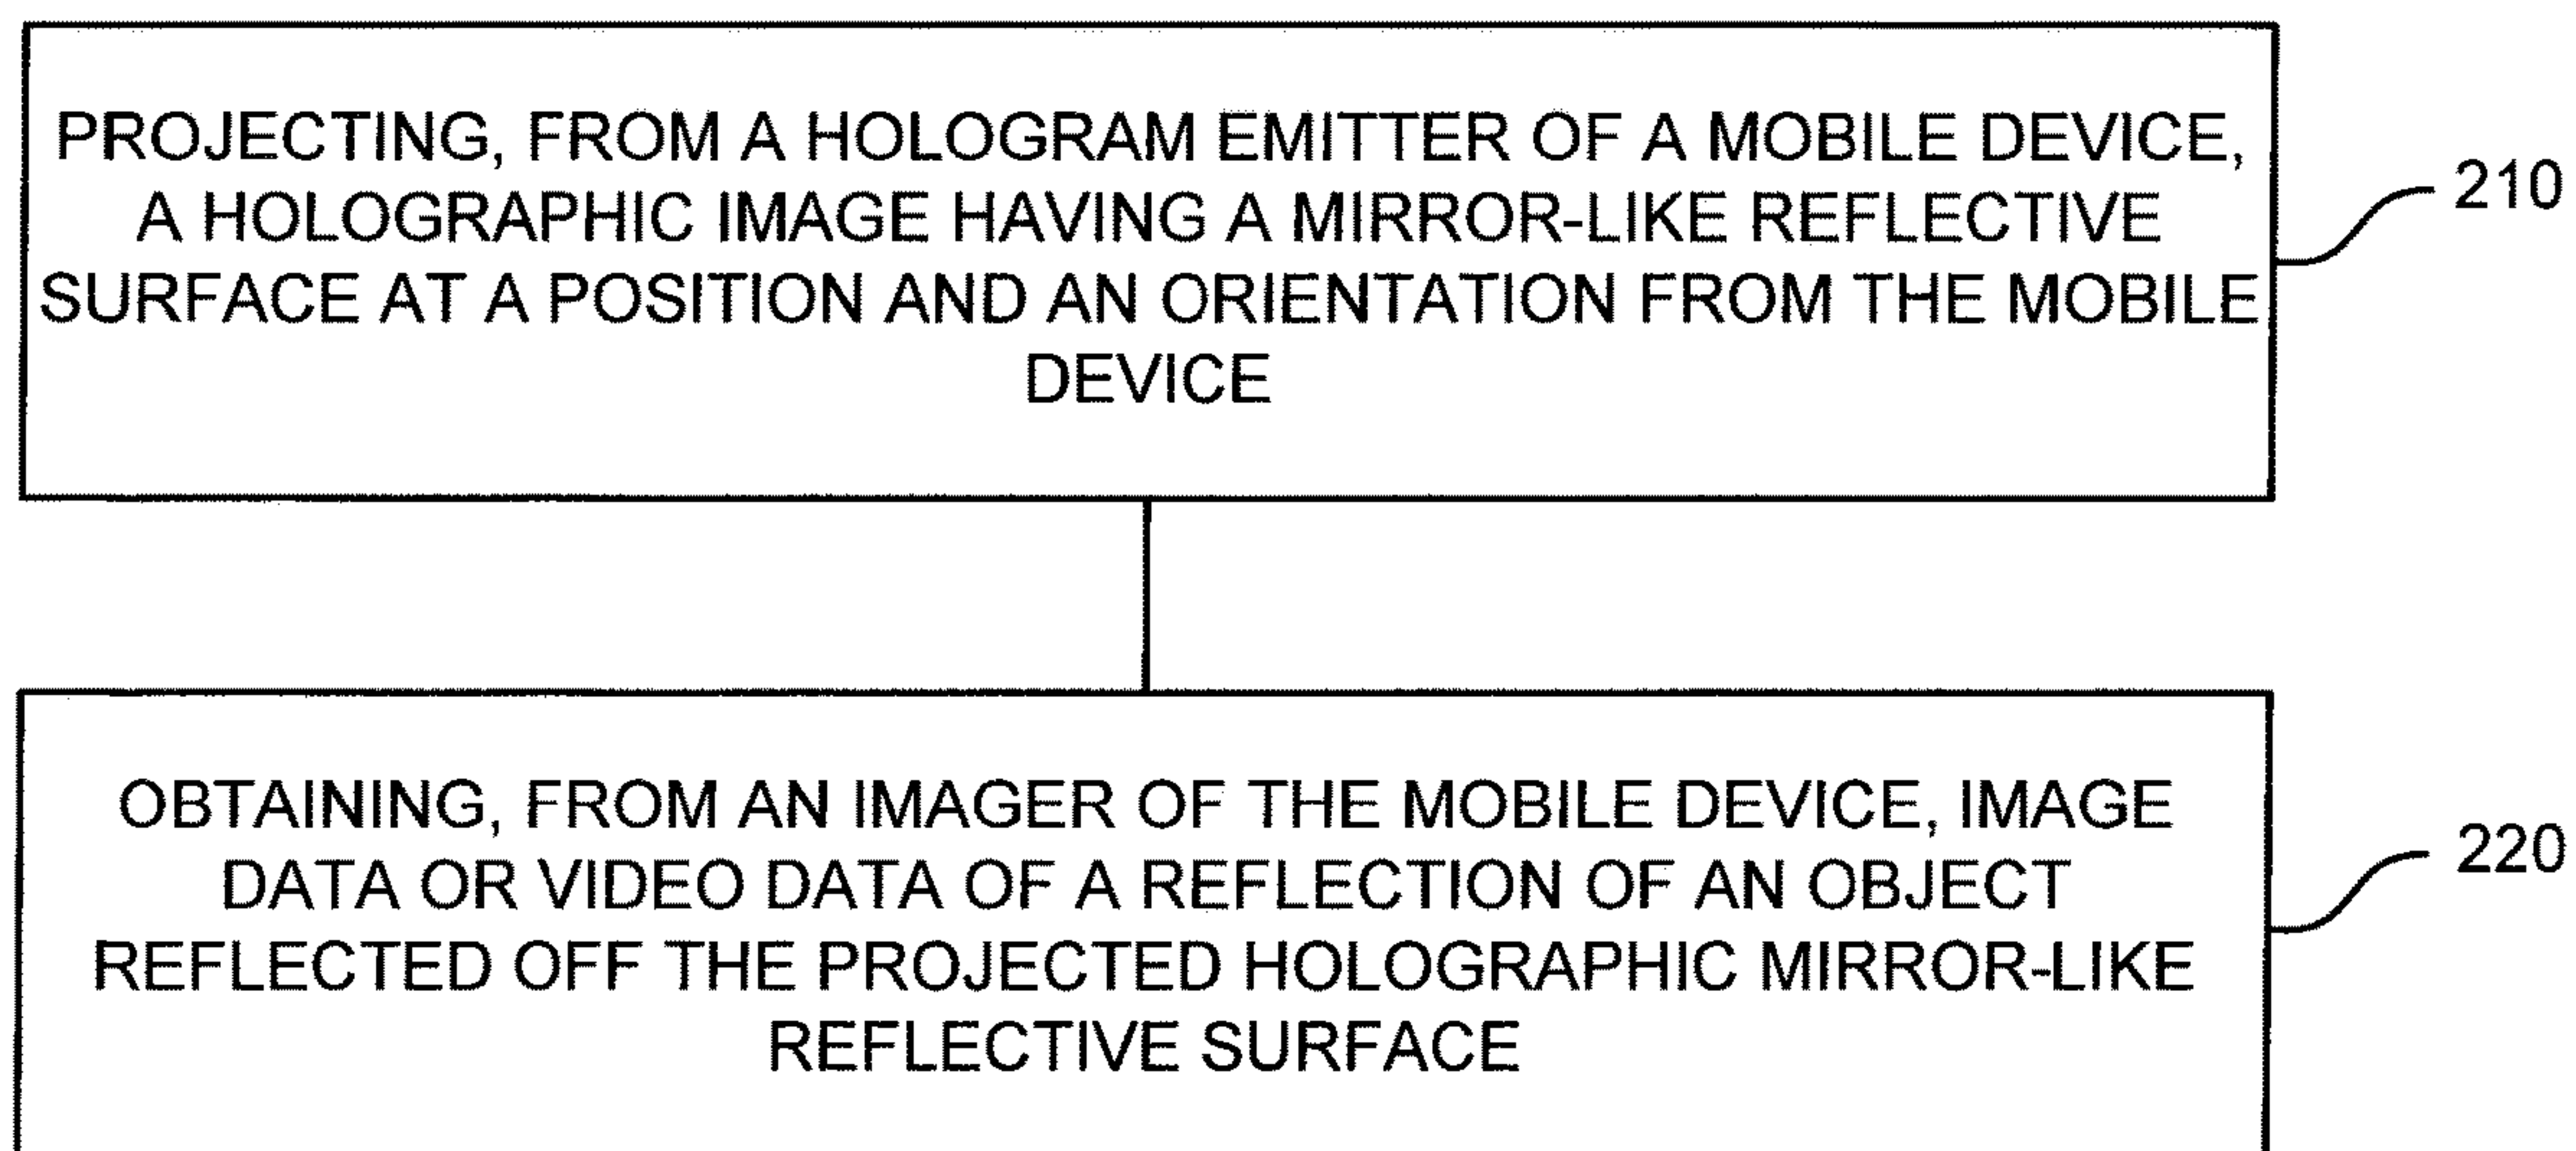 PROJECTING, FROM A HOLOGRAM EMITTER OF A MOBILE DEVICE,
A HOLOGRAPHIC IMAGE HAVING A MIRROR-LIKE REFLECTIVE
SURFACE AT A POSITION AND AN ORIENTATION FROM THE MOBILE
DEVICE
210
OBTAINING, FROM AN IMAGER OF THE MOBILE DEVICE, IMAGE
DATA OR VIDEO DATA OF A REFLECTION OF AN OBJECT
REFLECTED OFF THE PROJECTED HOLOGRAPHIC MIRROR-LIKE
REFLECTIVE SURFACE
220